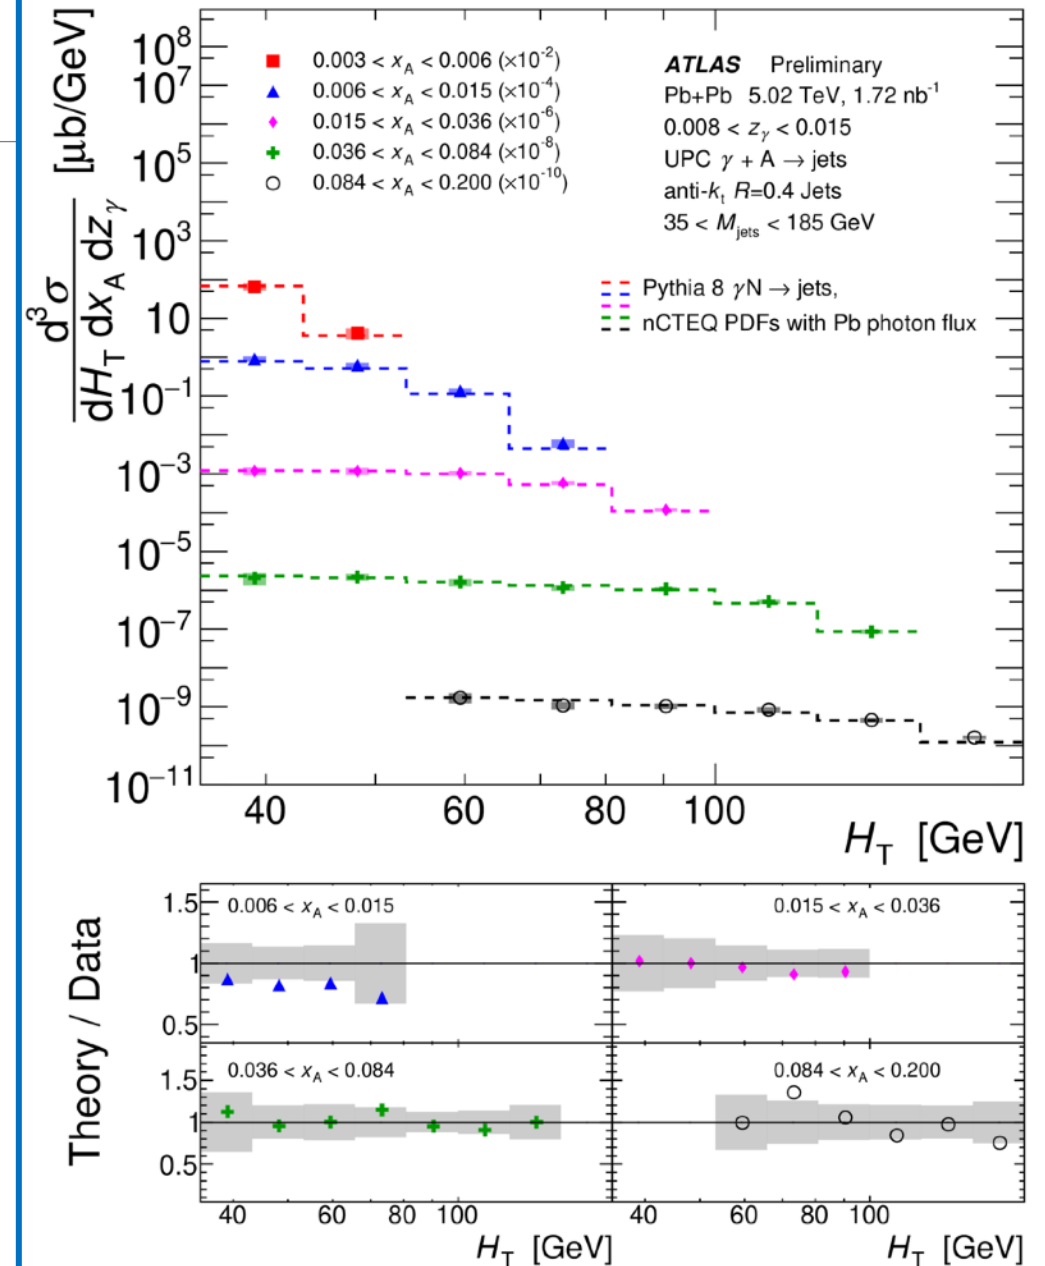 d³σ
dH_T dx_A dz_γ [μb/GeV]
10⁸
10⁷
10⁵
10³
10
10⁻¹
10⁻³
10⁻⁵
10⁻⁷
10⁻⁹
10⁻¹¹
0.003 < x_A < 0.006 (×10⁻²)
0.006 < x_A < 0.015 (×10⁻⁴)
0.015 < x_A < 0.036 (×10⁻⁶)
0.036 < x_A < 0.084 (×10⁻⁸)
0.084 < x_A < 0.200 (×10⁻¹⁰)
ATLAS Preliminary
Pb+Pb 5.02 TeV, 1.72 nb⁻¹
0.008 < z_γ < 0.015
UPC γ + A → jets
anti-k_t R=0.4 Jets
35 < M_jets < 185 GeV
Pythia 8 γN → jets,
nCTEQ PDFs with Pb photon flux
40 60 80 100
H_T [GeV]
Theory / Data
1.5
1
0.5
0.006 < x_A < 0.015
0.015 < x_A < 0.036
1.5
1
0.5
0.036 < x_A < 0.084
0.084 < x_A < 0.200
40 60 80 100
40 60 80 100
H_T [GeV]
H_T [GeV]